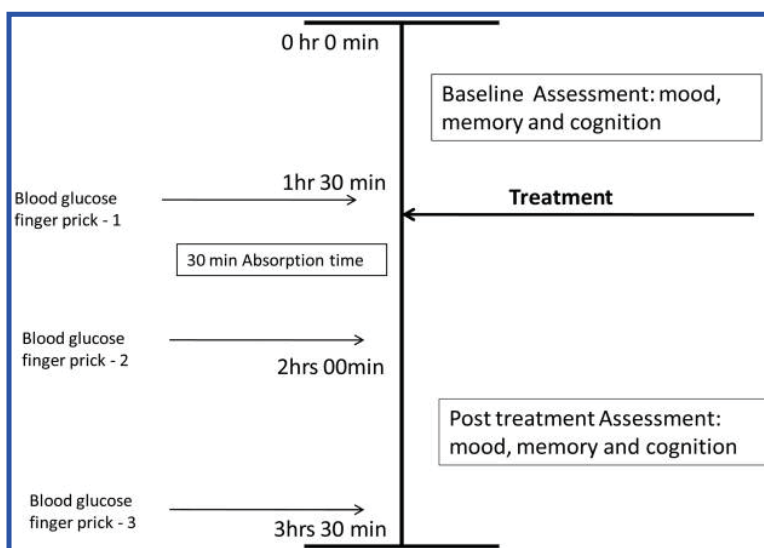 0 hr 0 min
Baseline Assessment: mood,
memory and cognition
1hr 30 min
Blood glucose
finger prick - 1
Treatment
30 min Absorption time
Blood glucose
finger prick - 2
2hrs 00min
Post treatment Assessment:
mood, memory and cognition
Blood glucose
finger prick - 3
3hrs 30 min